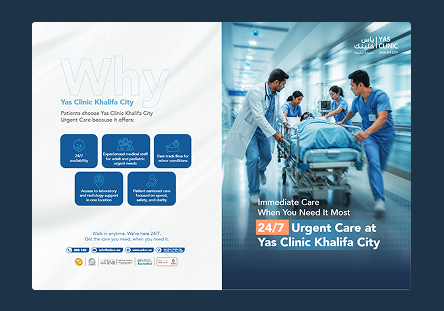 Why
Yas Clinic Khalifa City
Patients choose Yas Clinic Khalifa City
Urgent Care because it offers:
24/7
availability
Experienced medical staff
for adult and pediatric
urgent needs
Fast-track flow for
minor conditions
Access to laboratory
and radiology support
in one location
Patient-centered care
focused on speed,
safety, and clarity
Walk in anytime. We're here 24/7.
Get the care you need, when you need it.
ياس
كلينك
YAS
CLINIC
KHALIFA CITY
Immediate Care
When You Need It Most
24/7 Urgent Care at
Yas Clinic Khalifa City